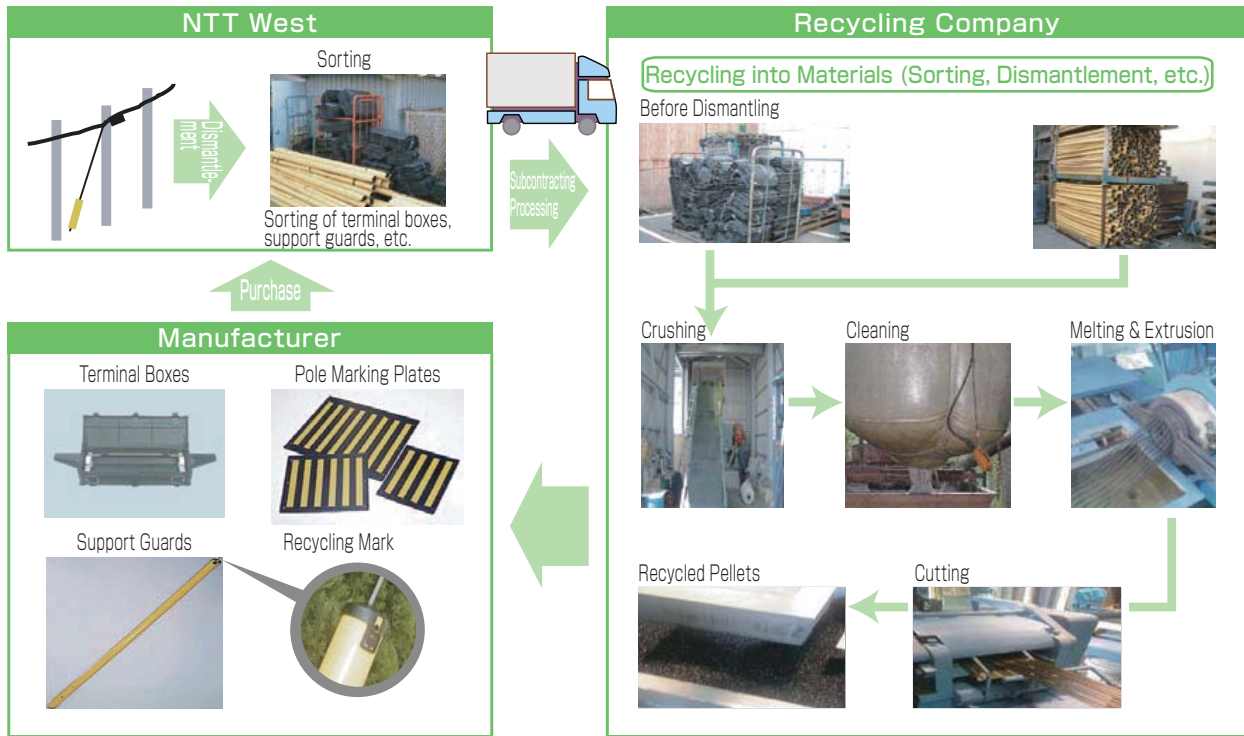 NTT West
Sorting
Dismantle-
ment
Sorting of terminal boxes,
support guards, etc.
Subcontracting
Processing
Recycling Company
Recycling into Materials (Sorting, Dismantlement, etc.)
Before Dismantling
Crushing
Cleaning
Melting & Extrusion
Recycled Pellets
Cutting
Purchase
Manufacturer
Terminal Boxes
Pole Marking Plates
Support Guards
Recycling Mark